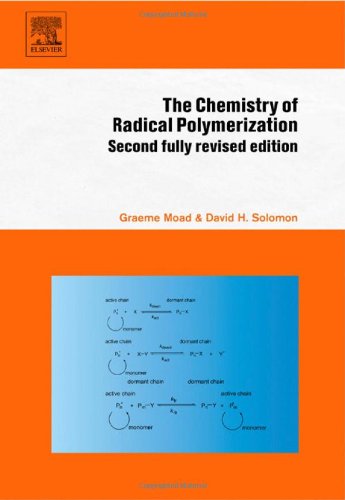 ELSEVIER
The Chemistry of
Radical Polymerization
Second fully revised edition
Graeme Moad & David H. Solomon
active chain dormant chain
monomer
active chain dormant chain
monomer
dormant chain dormant chain
active chain active chain
monomer monomer